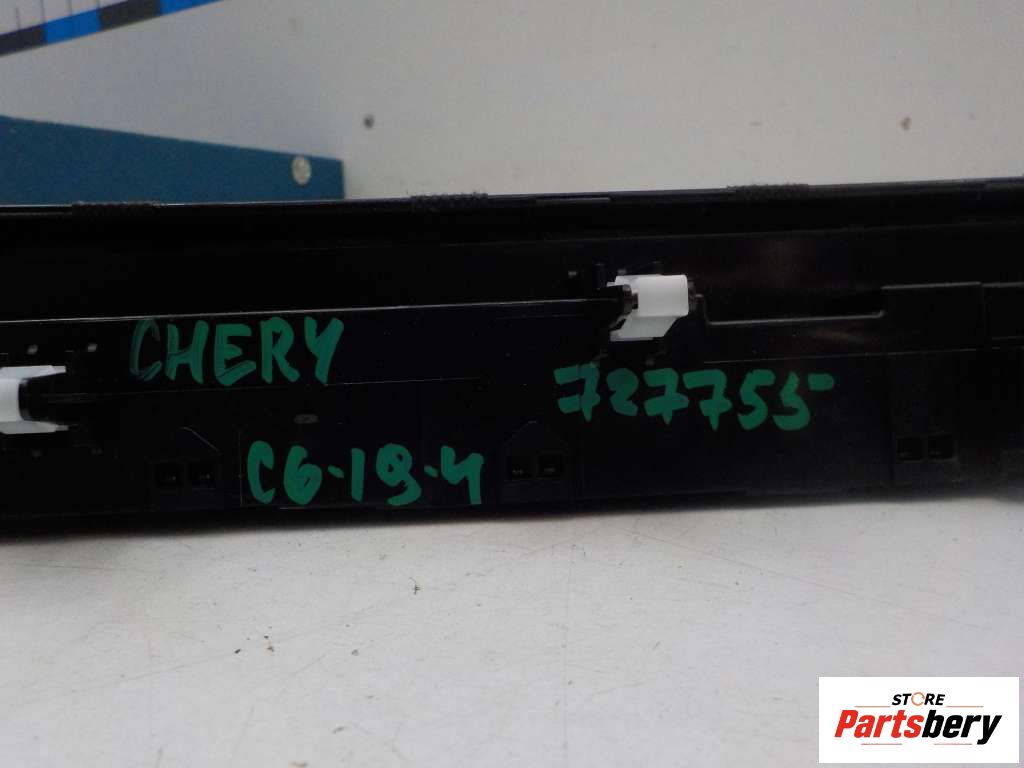 CHERY
727755
C6-19-4
STORE
Partsbery